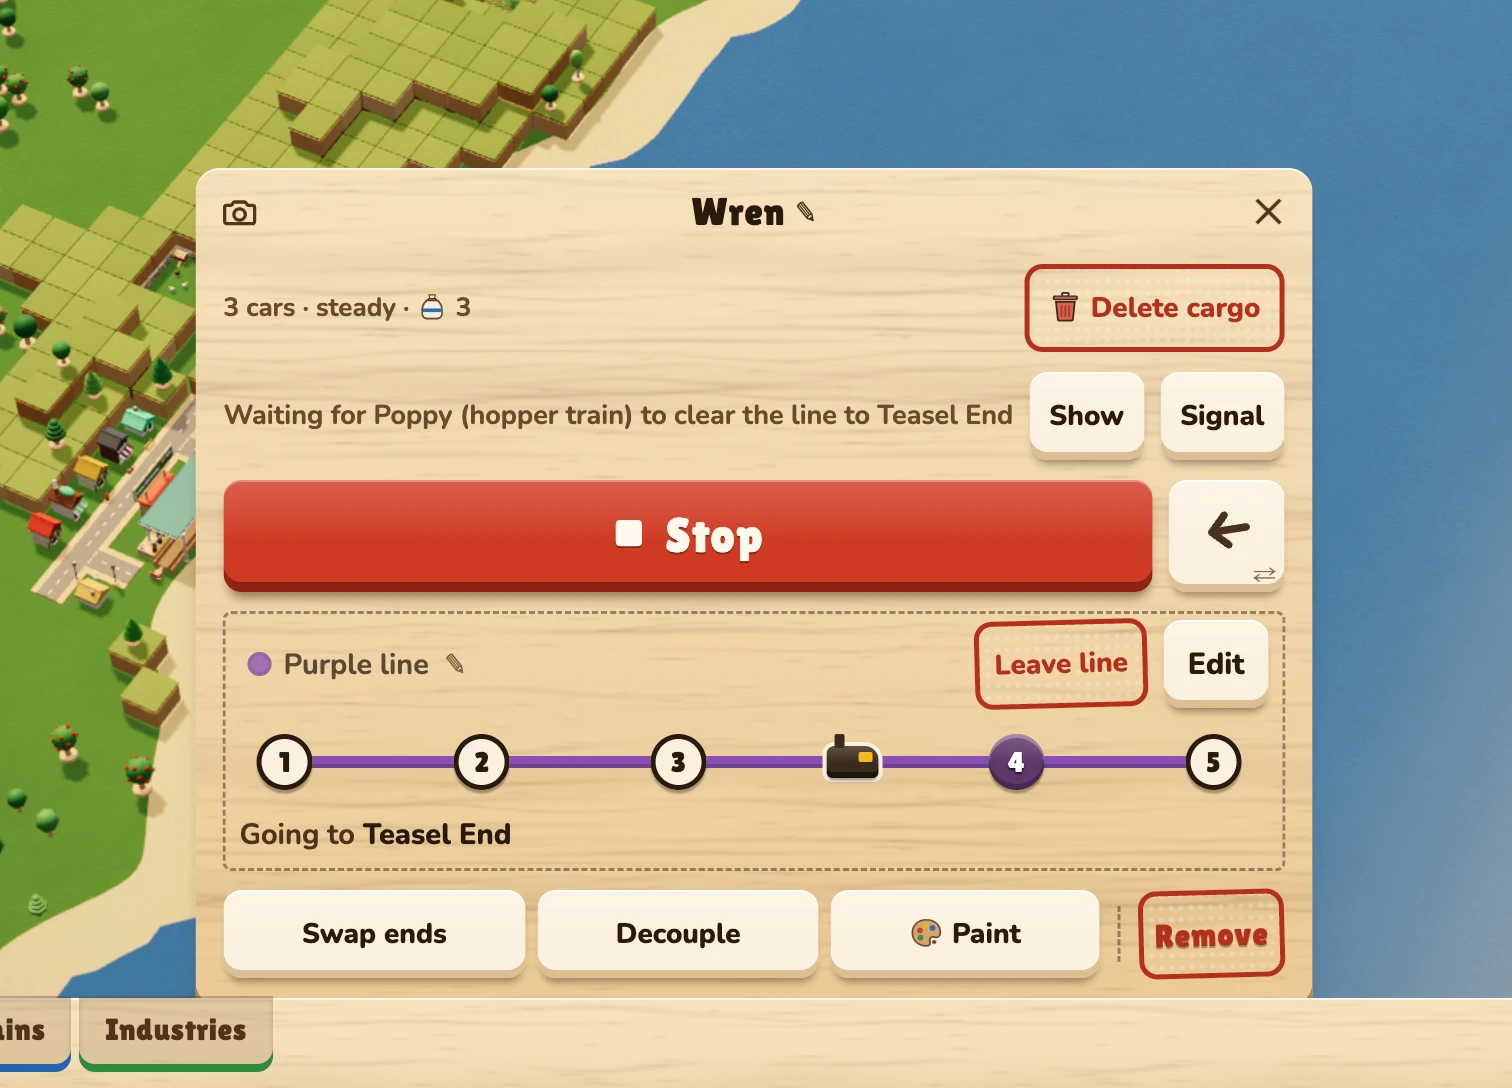 Wren
3 cars · steady · 3
Delete cargo
Waiting for Poppy (hopper train) to clear the line to Teasel End
Show
Signal
Stop
Purple line
Leave line
Edit
1 2 3 4 5
Going to Teasel End
Swap ends
Decouple
Paint
Remove
Industries